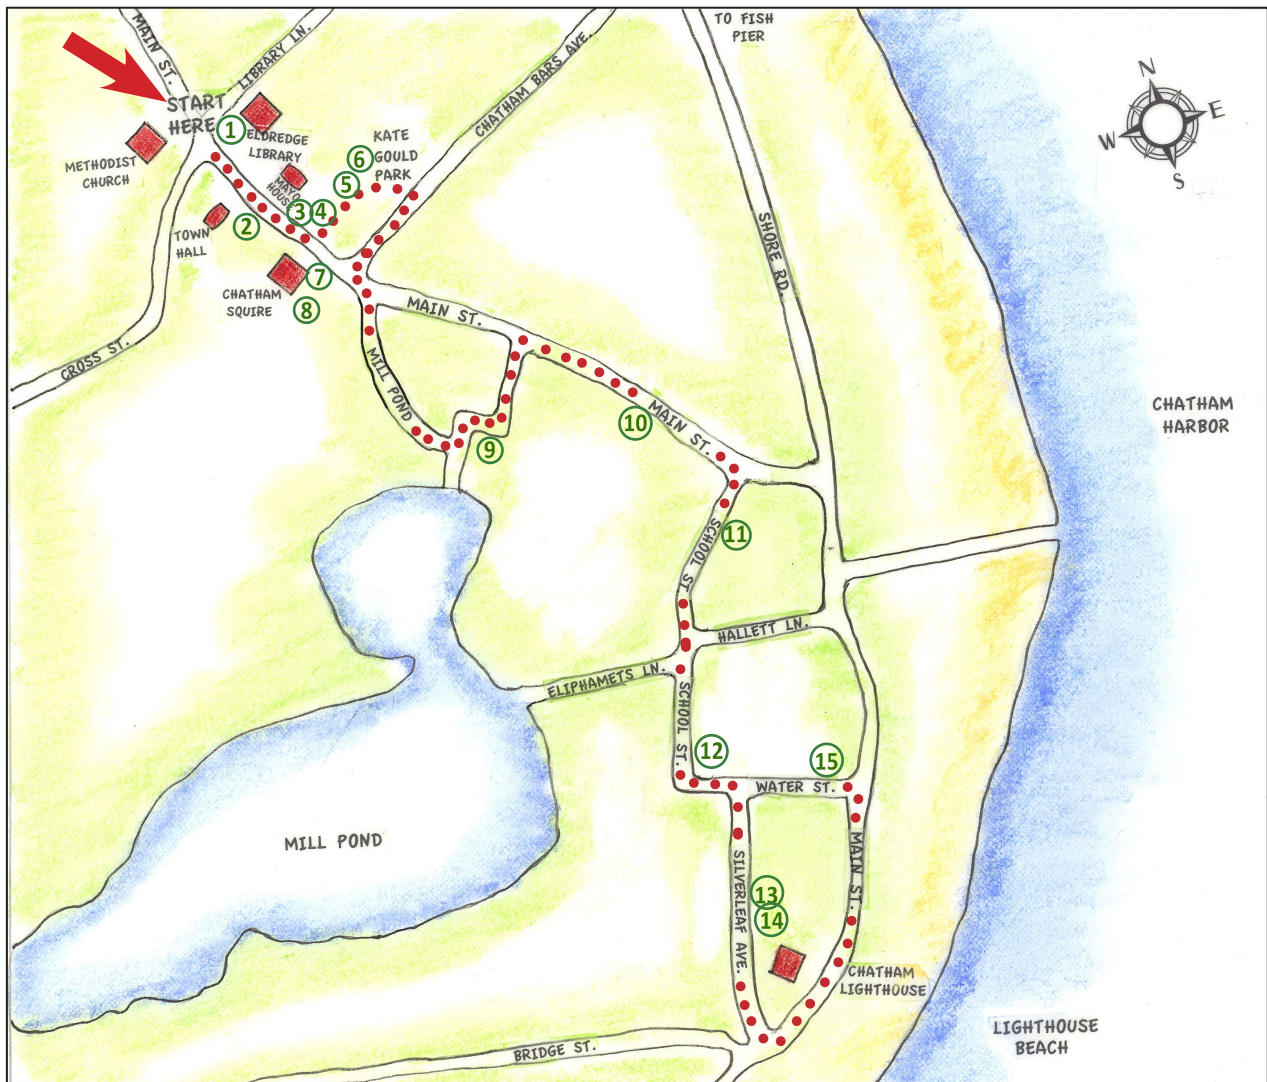 MAIN ST.
LIBRARY LN.
CHATHAM BARS AVE.
TO FISH
PIER
N
E
W
S
START
HERE
1
ELDREDGE
LIBRARY
KATE
GOULD
PARK
6
5
METHODIST
CHURCH
MAYO
HOUSE
3
4
2
TOWN
HALL
7
CHATHAM
SQUIRE
8
SHORE RD.
MAIN ST.
CROSS ST.
MILL POND
CHATHAM
HARBOR
10
MAIN ST.
9
11
SCHOOL ST.
HALLETT LN.
ELIPHAMETS LN.
SCHOOL ST.
12
15
WATER ST.
MILL POND
MAIN ST.
SILVERLEAF AVE.
13
14
CHATHAM
LIGHTHOUSE
LIGHTHOUSE
BEACH
BRIDGE ST.